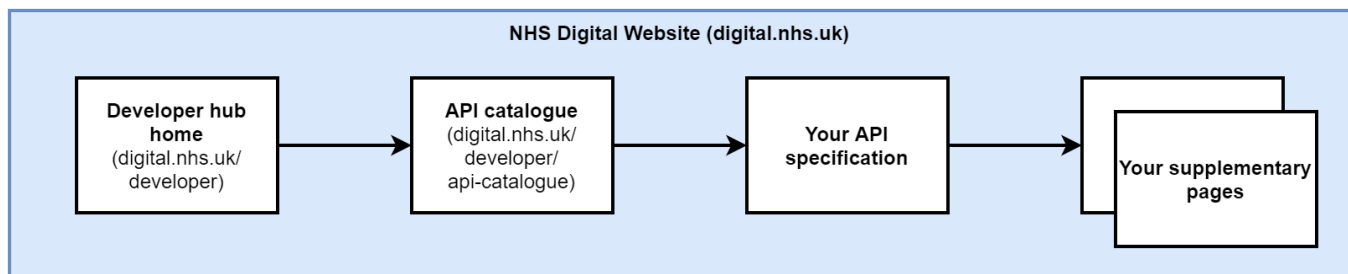 NHS Digital Website (digital.nhs.uk)
Developer hub
home
(digital.nhs.uk/
developer)
API catalogue
(digital.nhs.uk/
developer/
api-catalogue)
Your API
specification
Your supplementary
pages